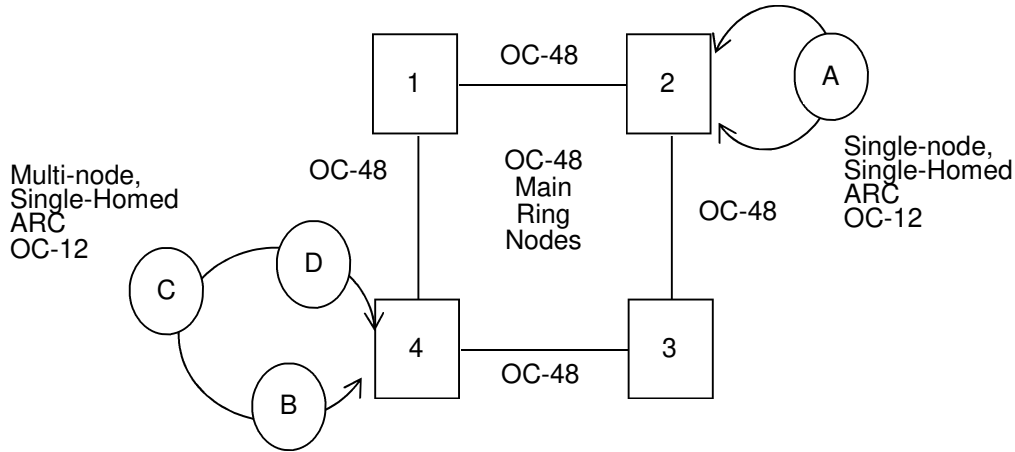 OC-48
1
2
A
OC-48
OC-48
Main
Ring
Nodes
Single-node,
Single-Homed
ARC
OC-12
Multi-node,
Single-Homed
ARC
OC-12
OC-48
C
D
4
3
OC-48
B